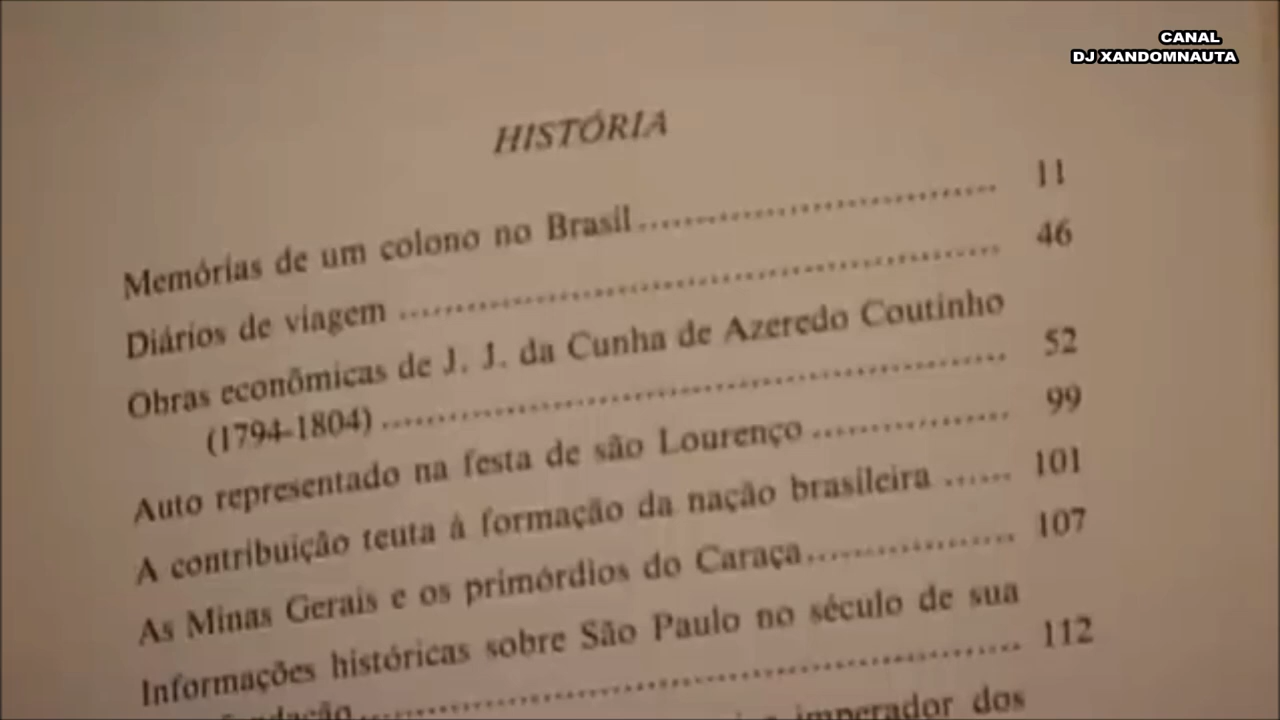 CANAL
DJ XANDOMNAUTA
HISTÓRIA
Memórias de um colono no Brasil........................................ 11
Diários de viagem .................................................................. 46
Obras econômicas de J. J. da Cunha de Azeredo Coutinho
(1794-1804) ...................................................................... 52
Auto representado na festa de são Lourenço ...................... 99
A contribuição teuta à formação da nação brasileira ....... 101
As Minas Gerais e os primórdios do Caraça....................... 107
Informações históricas sobre São Paulo no século de sua
........................................................................ 112
imperador dos